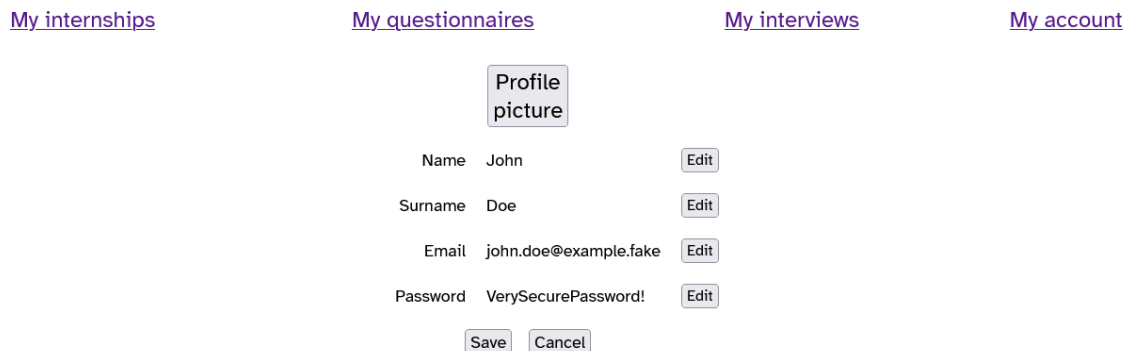 My internships My questionnaires My interviews My account
Profile
picture
Name John Edit
Surname Doe Edit
Email john.doe@example.fake Edit
Password VerySecurePassword! Edit
Save Cancel